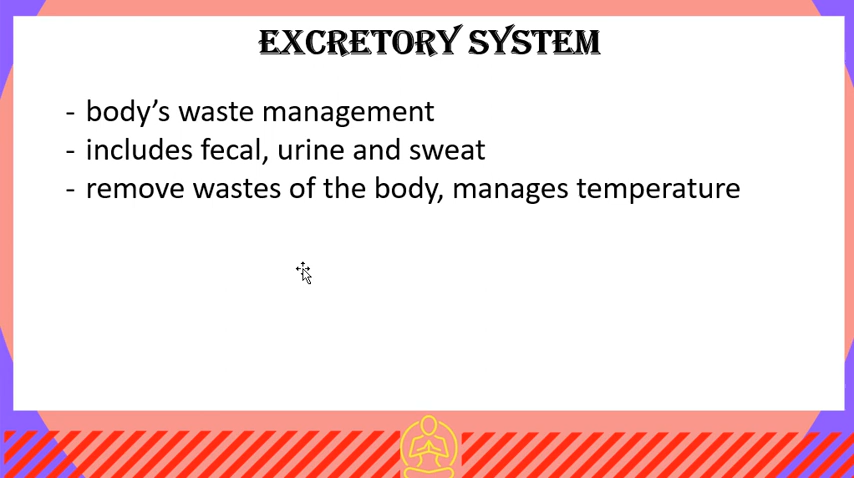 EXCRETORY SYSTEM
- body's waste management
- includes fecal, urine and sweat
- remove wastes of the body, manages temperature